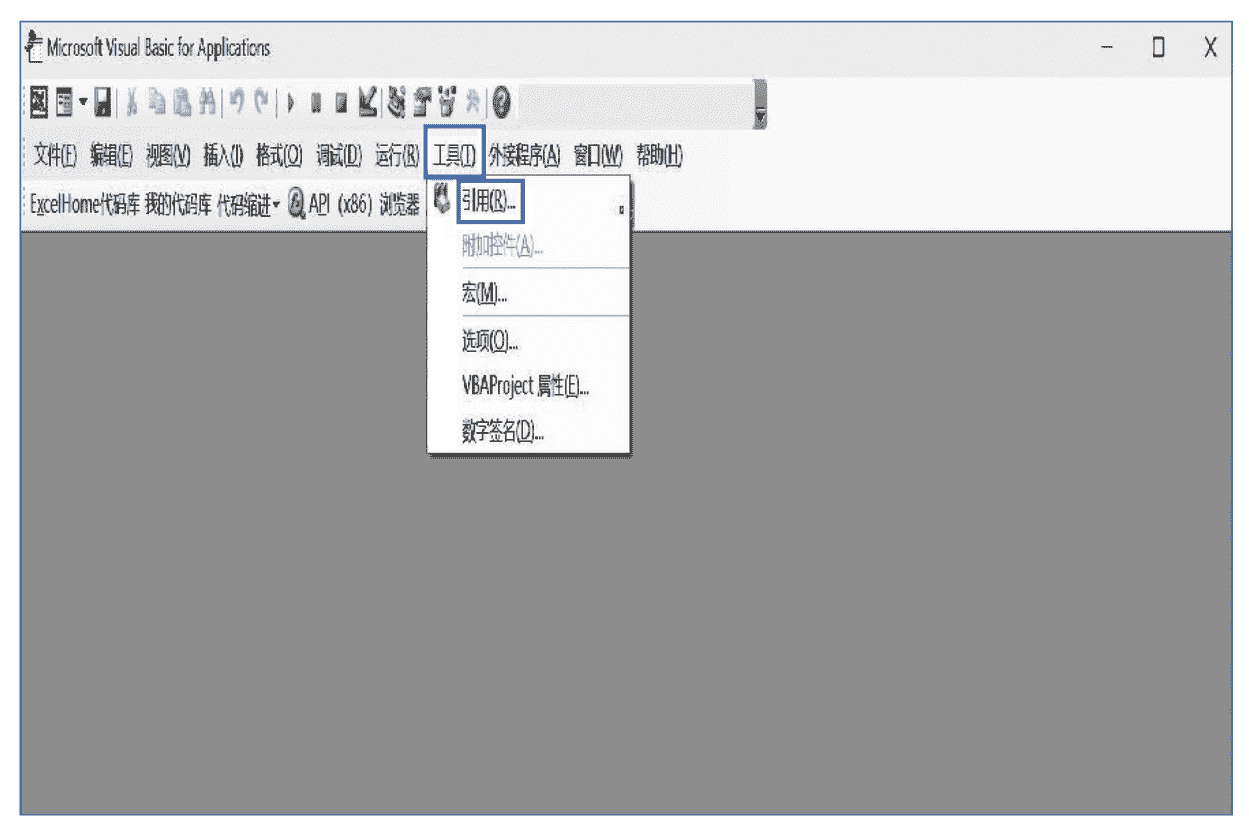 Microsoft Visual Basic for Applications
文件(F) 编辑(E) 视图(V) 插入(I) 格式(O) 调试(D) 运行(R) 工具(T) 外接程序(A) 窗口(W) 帮助(H)
ExcelHome代码库 我的代码库 代码缩进 API (x86) 浏览器
引用(R)...
附加控件(A)...
宏(M)...
选项(O)...
VBAProject 属性(E)...
数字签名(D)...